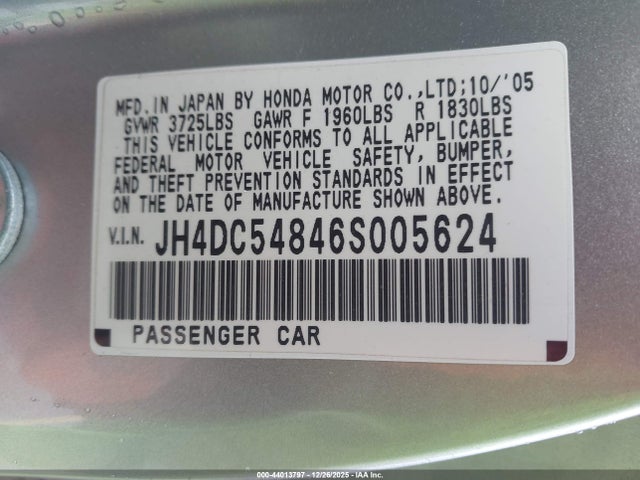 MFD. IN JAPAN BY HONDA MOTOR CO.,LTD;10/'05
GVWR 3725LBS GAWR F 1960LBS R 1830LBS
THIS VEHICLE CONFORMS TO ALL APPLICABLE
FEDERAL MOTOR VEHICLE SAFETY, BUMPER,
AND THEFT PREVENTION STANDARDS IN EFFECT
ON THE DATE OF MANUFACTURE SHOWN ABOVE.
V.I.N. JH4DC54846S005624
PASSENGER CAR
000-44013797 - 12/26/2025 - IAA Inc.